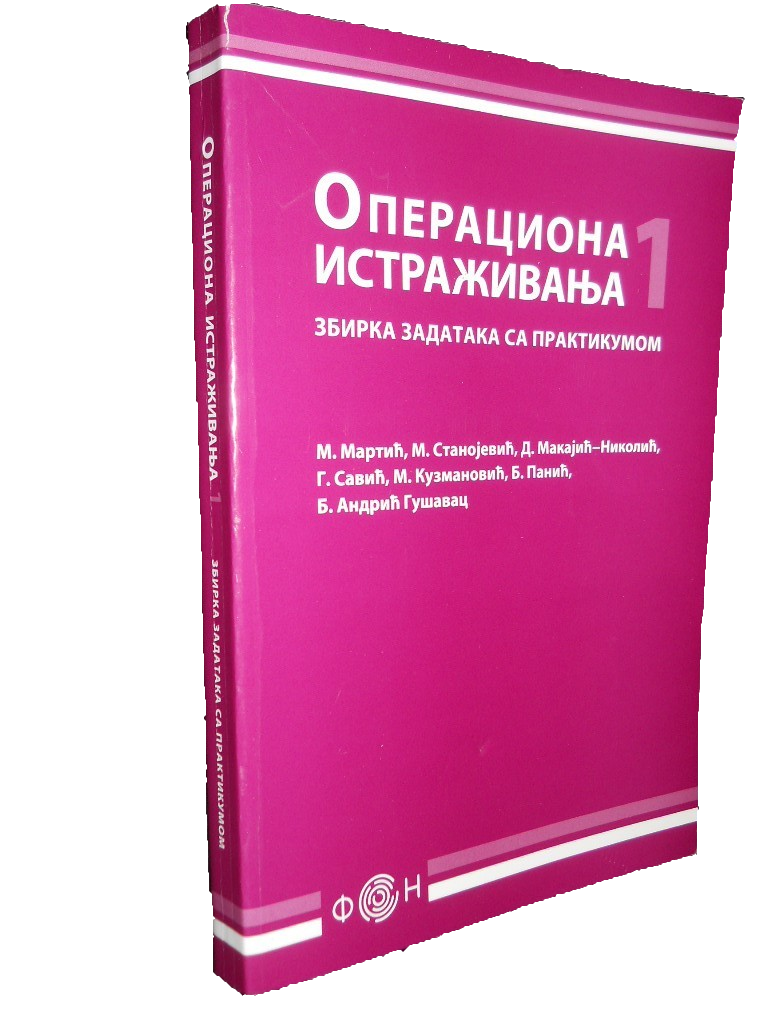 ОПЕРАЦИОНА
ИСТРАЖИВАЊА 1
ЗБИРКА ЗАДАТАКА СА ПРАКТИКУМОМ
М. Мартић, М. Станојевић, Д. Макајић–Николић,
Г. Савић, М. Кузмановић, Б. Панић,
Б. Андрић Гушавац
ФОН
ОПЕРАЦИОНА ИСТРАЖИВАЊА 1 ЗБИРКА ЗАДАТАКА СА ПРАКТИКУМОМ